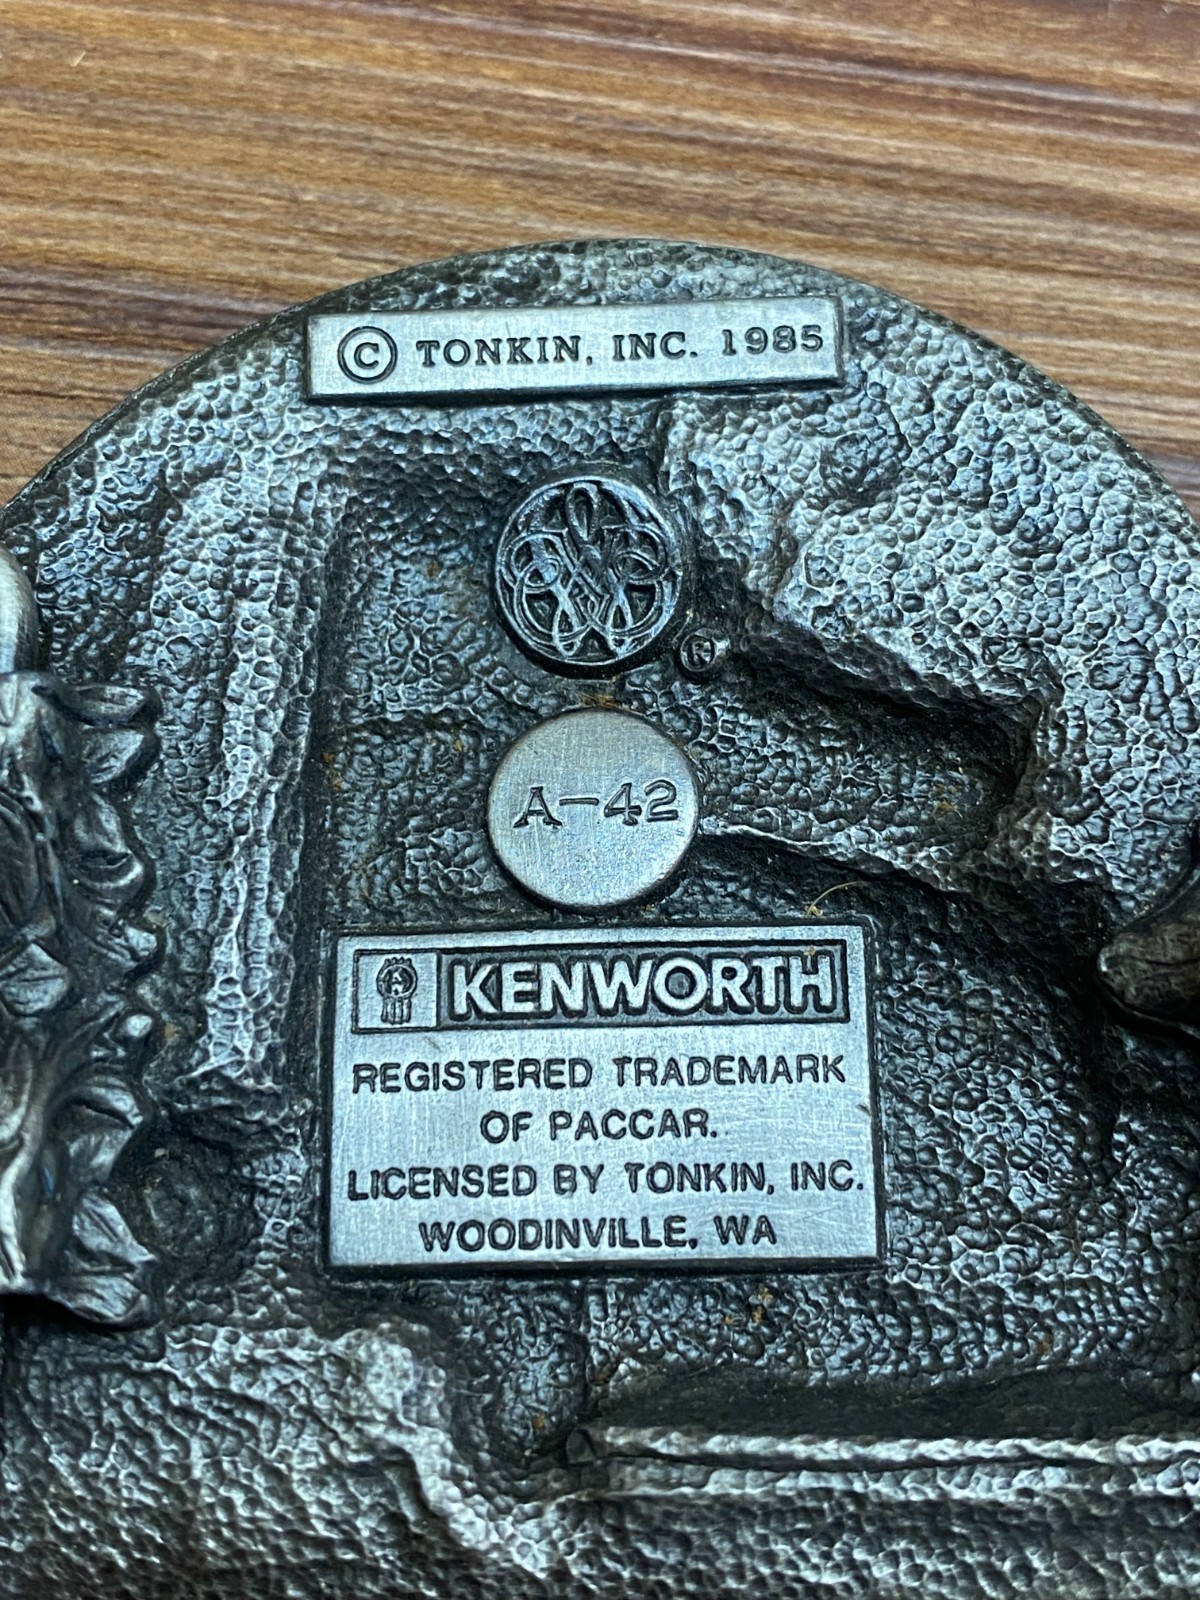 © TONKIN, INC. 1985
®
A-42
KENWORTH
REGISTERED TRADEMARK
OF PACCAR.
LICENSED BY TONKIN, INC.
WOODINVILLE, WA